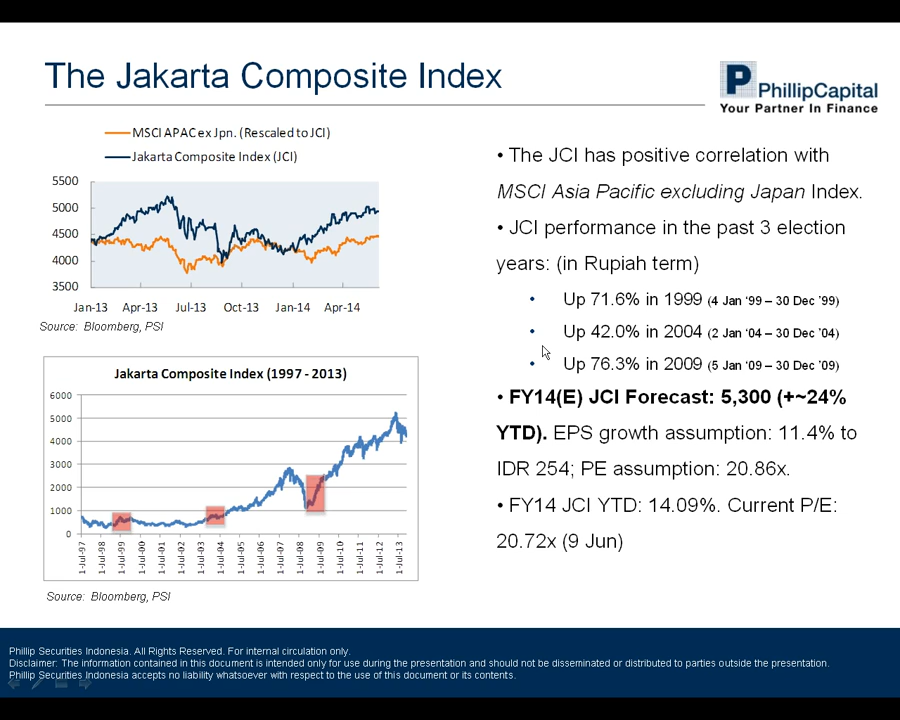 The Jakarta Composite Index
P PhillipCapital
Your Partner In Finance
MSCI APAC ex Jpn. (Rescaled to JCI)
Jakarta Composite Index (JCI)
5500
5000
4500
4000
3500
Jan-13 Apr-13 Jul-13 Oct-13 Jan-14 Apr-14
Source: Bloomberg, PSI
Jakarta Composite Index (1997 - 2013)
6000
5000
4000
3000
2000
1000
0
1-Jul-97 1-Jul-98 1-Jul-99 1-Jul-00 1-Jul-01 1-Jul-02 1-Jul-03 1-Jul-04 1-Jul-05 1-Jul-06 1-Jul-07 1-Jul-08 1-Jul-09 1-Jul-10 1-Jul-11 1-Jul-12 1-Jul-13
Source: Bloomberg, PSI
• The JCI has positive correlation with
MSCI Asia Pacific excluding Japan Index.
• JCI performance in the past 3 election
years: (in Rupiah term)
• Up 71.6% in 1999 (4 Jan ‘99 – 30 Dec ’99)
• Up 42.0% in 2004 (2 Jan ‘04 – 30 Dec ‘04)
• Up 76.3% in 2009 (5 Jan ‘09 – 30 Dec ‘09)
• FY14(E) JCI Forecast: 5,300 (+~24%
YTD). EPS growth assumption: 11.4% to
IDR 254; PE assumption: 20.86x.
• FY14 JCI YTD: 14.09%. Current P/E:
20.72x (9 Jun)
Phillip Securities Indonesia. All Rights Reserved. For internal circulation only.
Disclaimer: The information contained in this document is intended only for use during the presentation and should not be disseminated or distributed to parties outside the presentation.
Phillip Securities Indonesia accepts no liability whatsoever with respect to the use of this document or its contents.